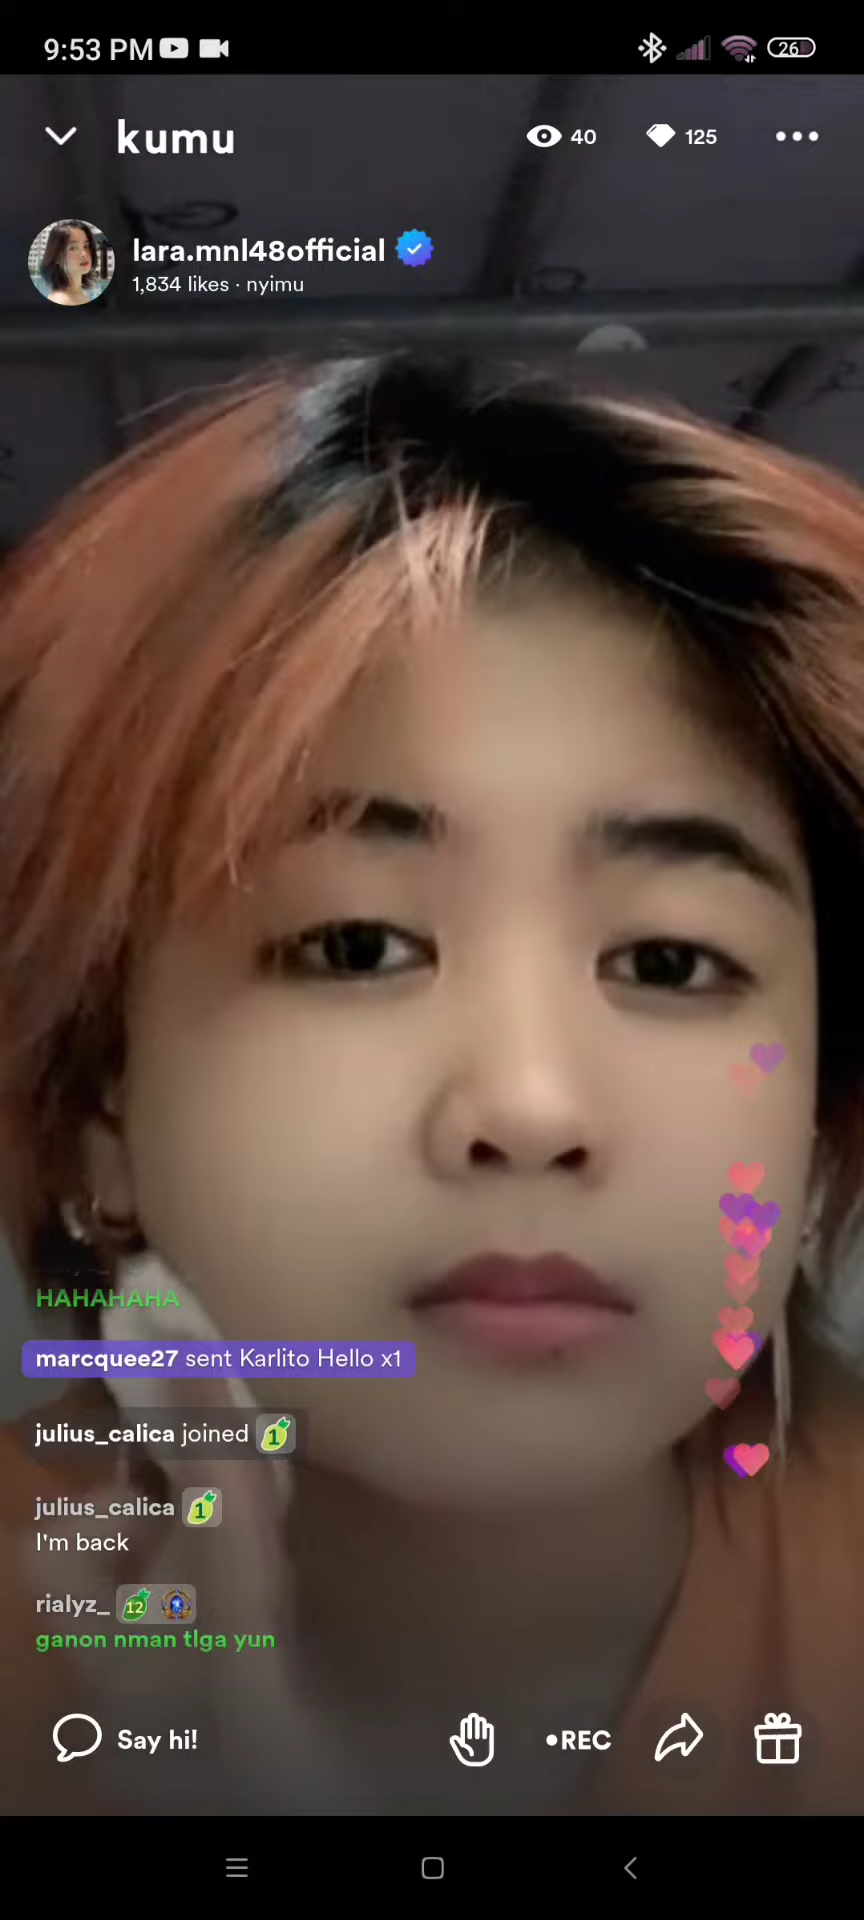 9:53 PM
26
kumu
40
125
lara.mnl48official
1,834 likes · nyimu
HAHAHAHA
marcquee27 sent Karlito Hello x1
julius_calica joined 1
julius_calica 1
I'm back
rialyz_ 12
ganon nman tlga yun
Say hi!
•REC